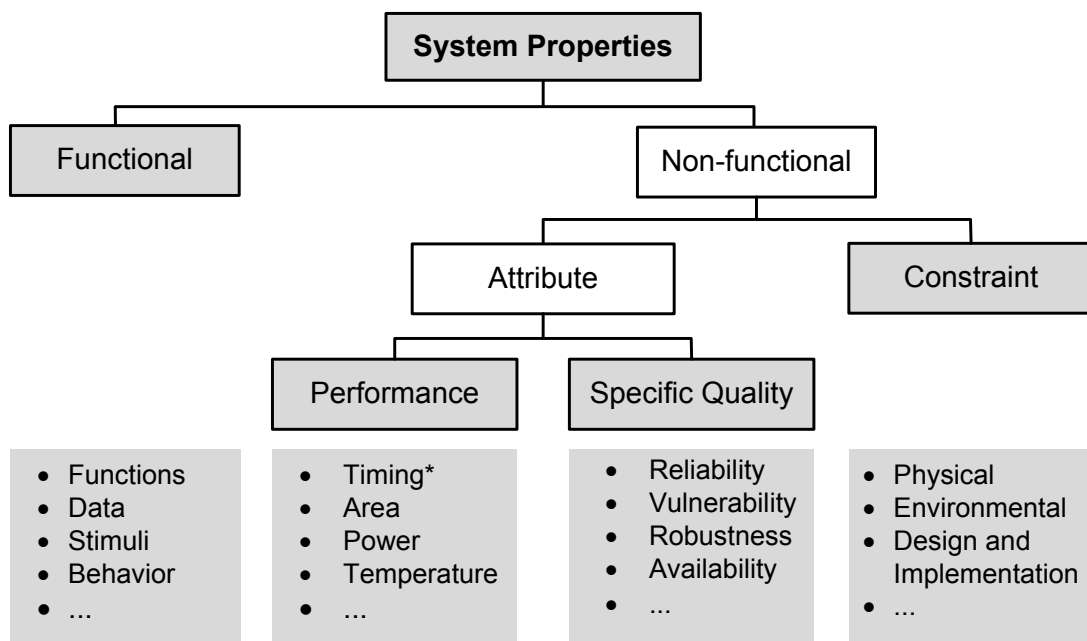 System Properties
Functional
Non-functional
Attribute
Constraint
Performance
Specific Quality
• Functions
• Data
• Stimuli
• Behavior
• ...
• Timing*
• Area
• Power
• Temperature
• ...
• Reliability
• Vulnerability
• Robustness
• Availability
• ...
• Physical
• Environmental
• Design and
Implementation
• ...